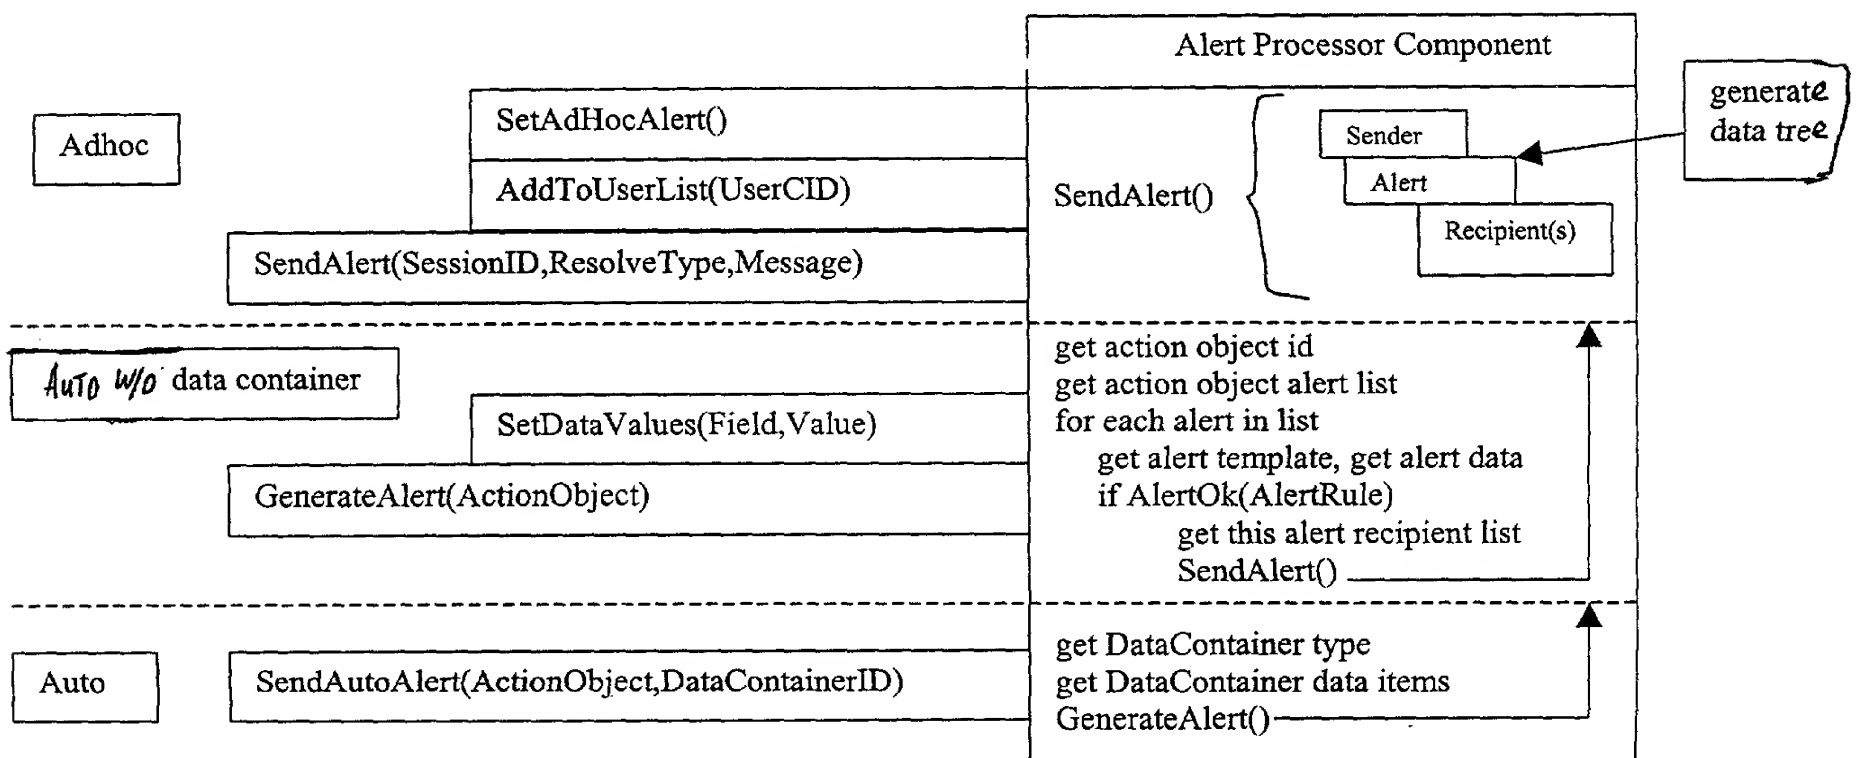 Alert Processor Component
generate
data tree
Adhoc
SetAdHocAlert()
AddToUserList(UserCID)
SendAlert(SessionID,ResolveType,Message)
SendAlert()
Sender
Alert
Recipient(s)
AUTO W/O data container
SetDataValues(Field,Value)
GenerateAlert(ActionObject)
get action object id
get action object alert list
for each alert in list
get alert template, get alert data
if AlertOk(AlertRule)
get this alert recipient list
SendAlert()
Auto
SendAutoAlert(ActionObject,DataContainerID)
get DataContainer type
get DataContainer data items
GenerateAlert()